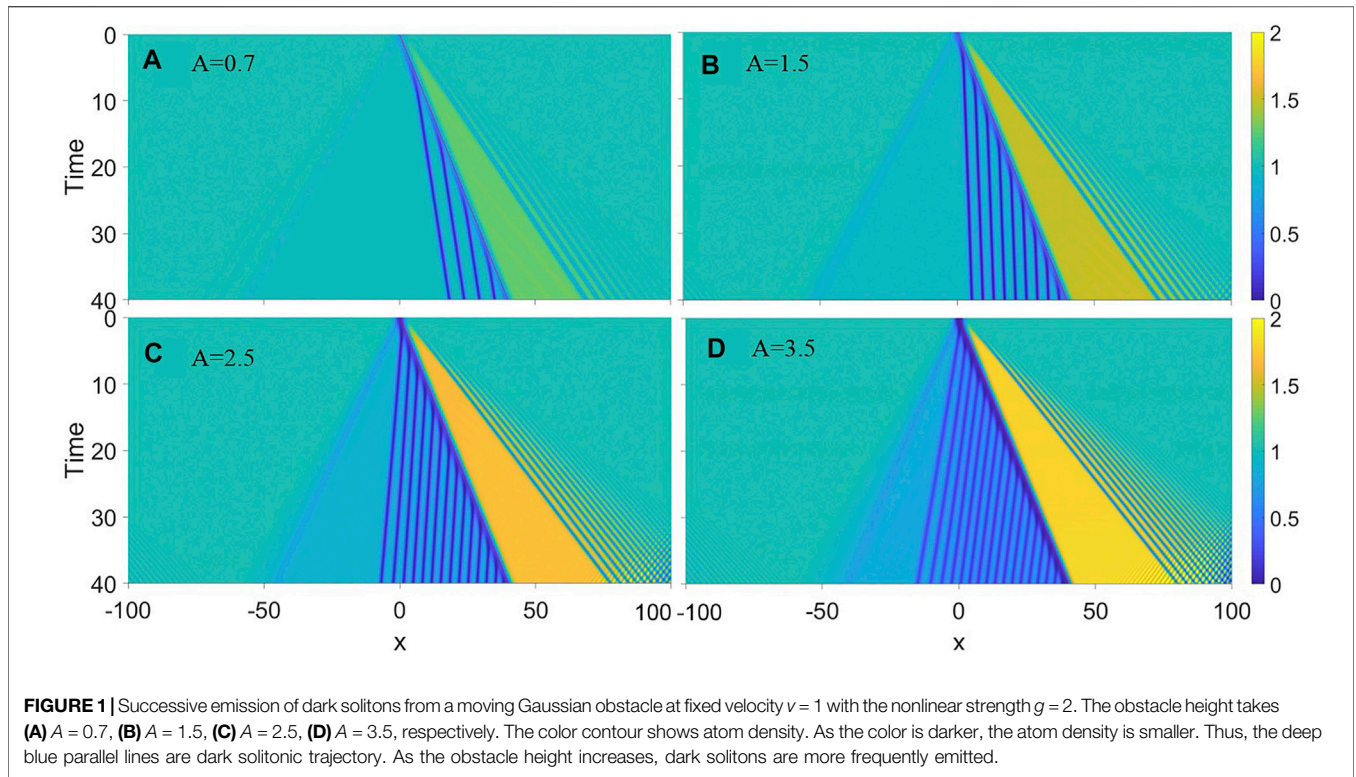 A A=0.7
B A=1.5
0
10
20
30
40
Time
2
1.5
1
0.5
0
C A=2.5
D A=3.5
0
10
20
30
40
Time
2
1.5
1
0.5
0
-100 -50 0 50 100
-100 -50 0 50 100
x
x
FIGURE 1 | Successive emission of dark solitons from a moving Gaussian obstacle at fixed velocity v = 1 with the nonlinear strength g = 2. The obstacle height takes
(A) A = 0.7, (B) A = 1.5, (C) A = 2.5, (D) A = 3.5, respectively. The color contour shows atom density. As the color is darker, the atom density is smaller. Thus, the deep
blue parallel lines are dark solitonic trajectory. As the obstacle height increases, dark solitons are more frequently emitted.